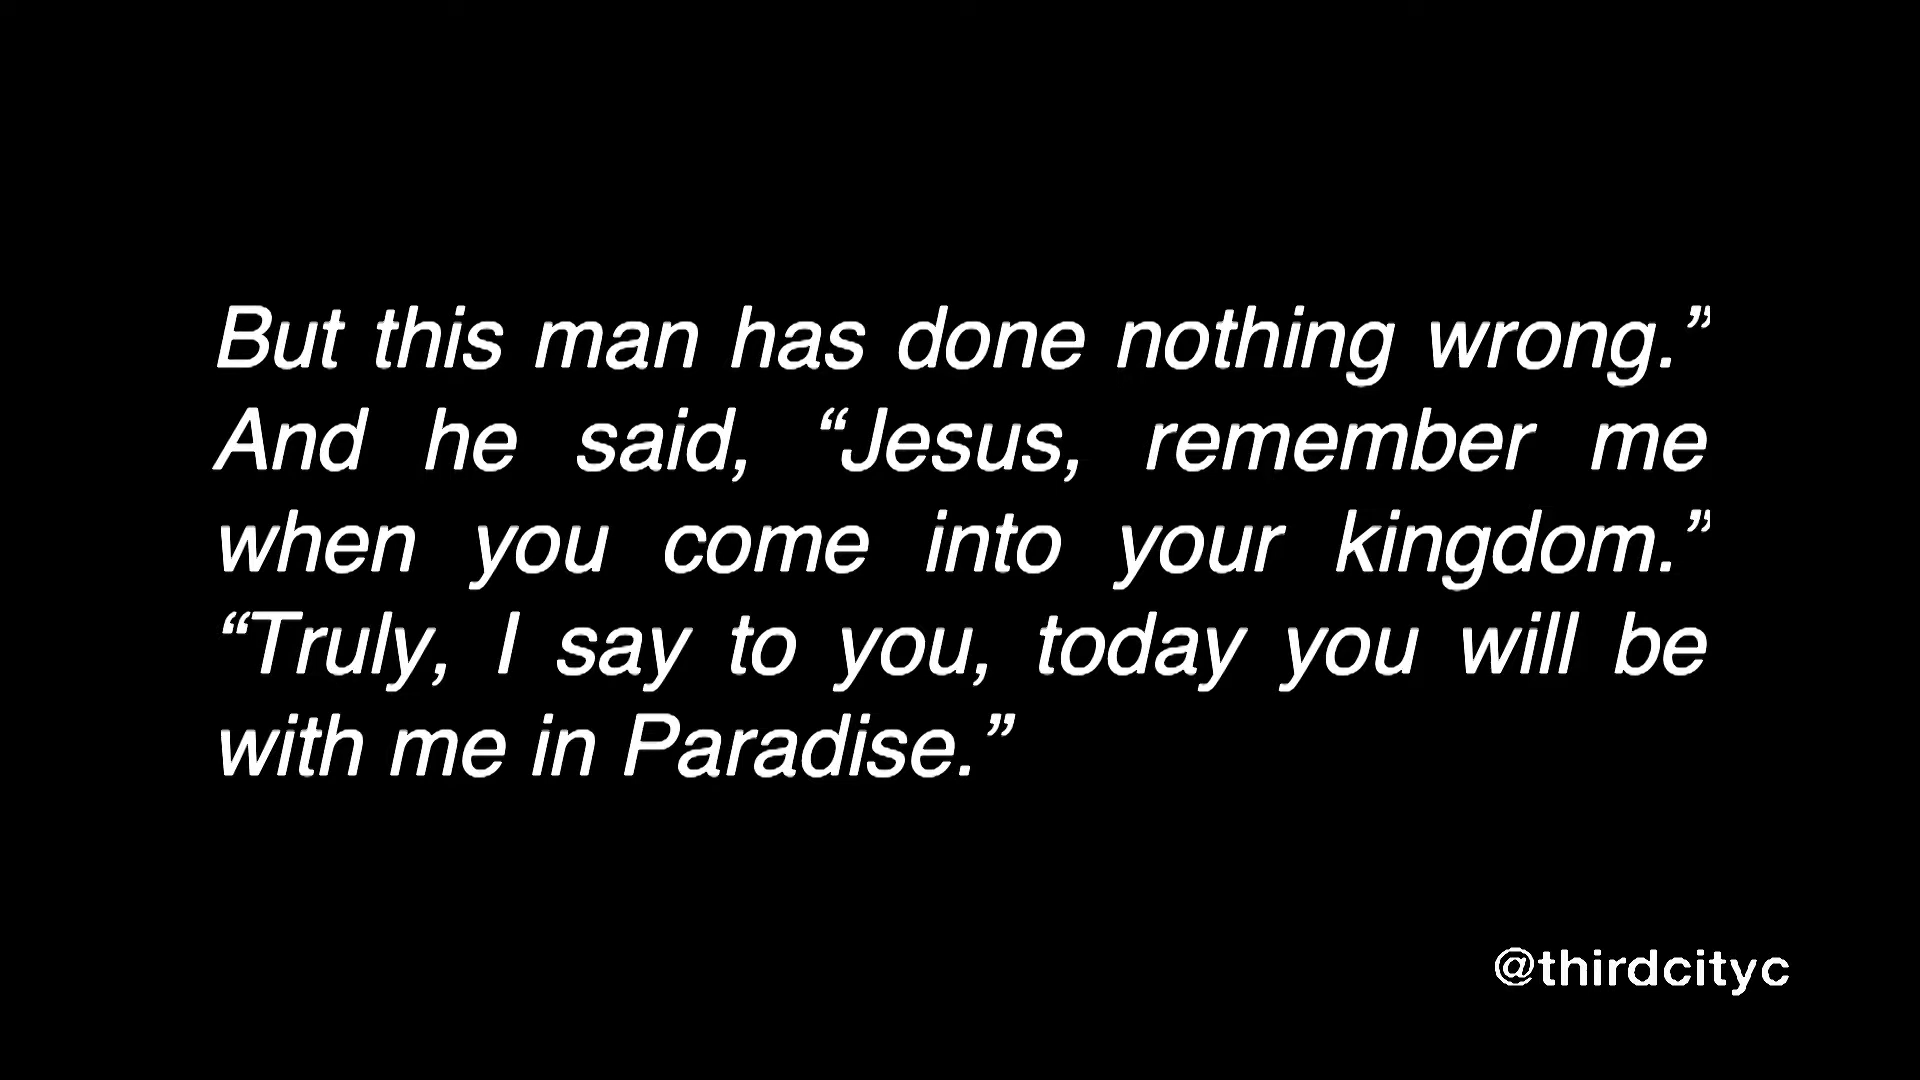 But this man has done nothing wrong.”
And he said, “Jesus, remember me
when you come into your kingdom.”
“Truly, I say to you, today you will be
with me in Paradise.”
@thirdcityc